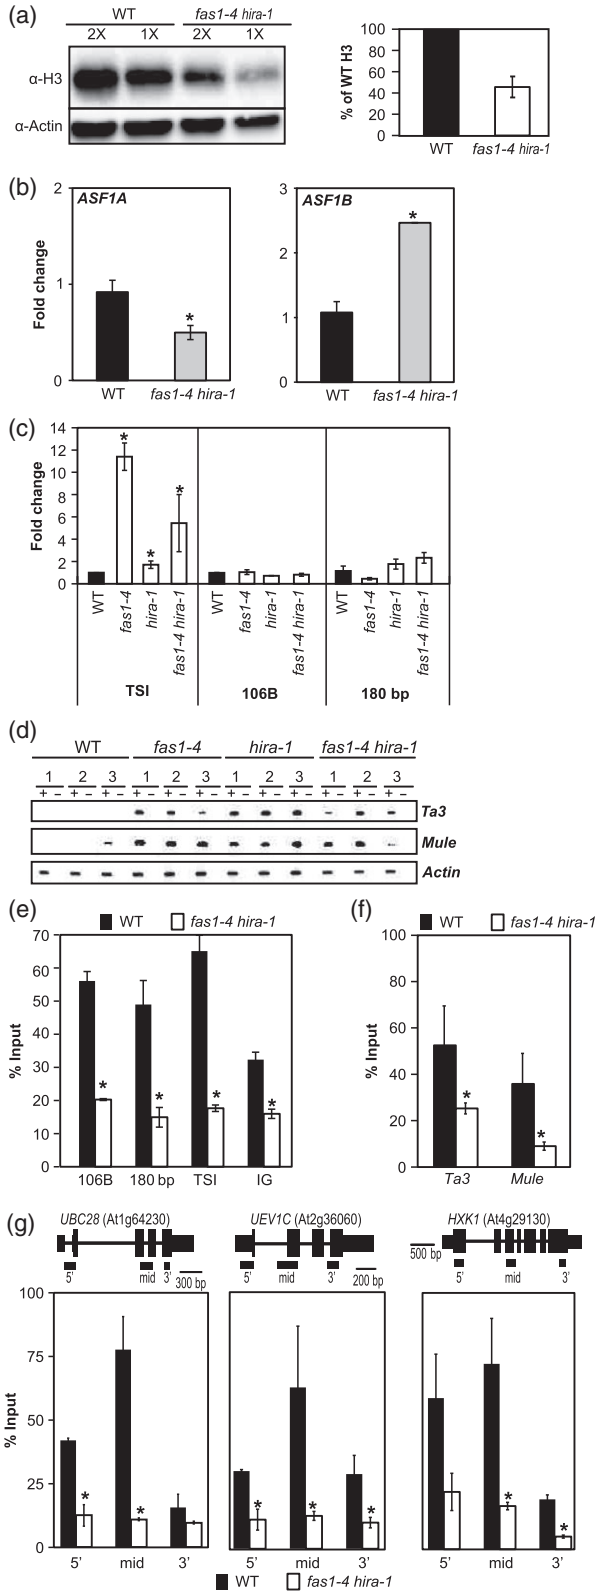 (a)
WT fas1-4 hira-1
2X 1X 2X 1X
α-H3
α-Actin
% of WT H3
100
80
60
40
20
0
WT fas1-4 hira-1
(b)
ASF1A
Fold change
2
1
0
*
WT fas1-4 hira-1
ASF1B
3
2
1
0
*
WT fas1-4 hira-1
(c)
Fold change
14
12
10
8
6
4
2
0
* * *
WT fas1-4 hira-1 fas1-4 hira-1
WT fas1-4 hira-1 fas1-4 hira-1
WT fas1-4 hira-1 fas1-4 hira-1
TSI 106B 180 bp
(d)
WT fas1-4 hira-1 fas1-4 hira-1
1 2 3 1 2 3 1 2 3 1 2 3
+ − + − + − + − + − + − + − + − + − + − + − + −
Ta3
Mule
Actin
(e)
WT fas1-4 hira-1
% Input
70
60
50
40
30
20
10
0
* * * *
106B 180 bp TSI IG
(f)
WT fas1-4 hira-1
% Input
100
80
60
40
20
0
* *
Ta3 Mule
(g)
UBC28 (At1g64230)
5' mid 3' 300 bp
UEV1C (At2g36060)
5' mid 3' 200 bp
HXK1 (At4g29130)
500 bp 5' mid 3'
% Input
100
75
50
25
0
* *
5' mid 3'
* * *
5' mid 3'
* *
5' mid 3'
WT fas1-4 hira-1